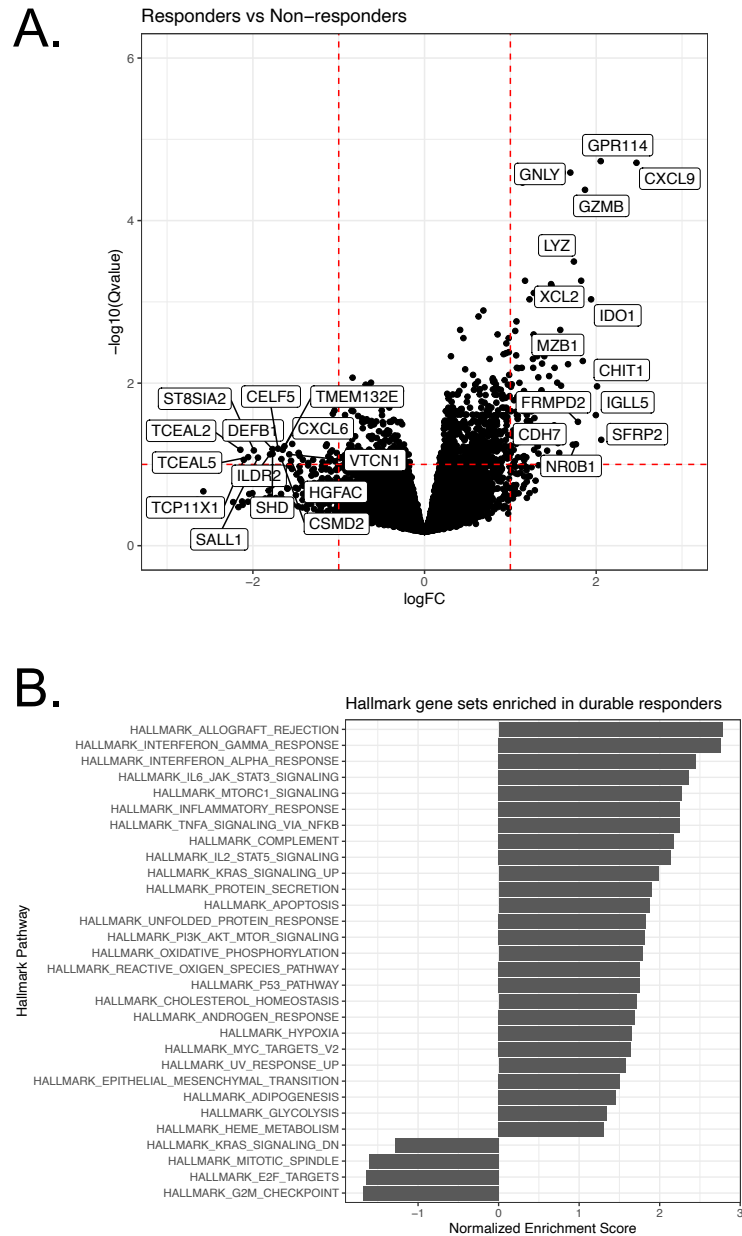 A.
Responders vs Non-responders
6
GPR114
GNLY
CXCL9
GZMB
4
LYZ
XCL2
IDO1
MZB1
2
CHIT1
ST8SIA2
CELF5
TMEM132E
FRMPD2
IGLL5
TCEAL2
DEFB1
CXCL6
CDH7
SFRP2
TCEAL5
VTCN1
NR0B1
ILDR2
HGFAC
TCP11X1
SHD
CSMD2
SALL1
0
−log10(Qvalue)
−2
0
2
logFC
B.
Hallmark gene sets enriched in durable responders
HALLMARK_ALLOGRAFT_REJECTION
HALLMARK_INTERFERON_GAMMA_RESPONSE
HALLMARK_INTERFERON_ALPHA_RESPONSE
HALLMARK_IL6_JAK_STAT3_SIGNALING
HALLMARK_MTORC1_SIGNALING
HALLMARK_INFLAMMATORY_RESPONSE
HALLMARK_TNFA_SIGNALING_VIA_NFKB
HALLMARK_COMPLEMENT
HALLMARK_IL2_STAT5_SIGNALING
HALLMARK_KRAS_SIGNALING_UP
HALLMARK_PROTEIN_SECRETION
HALLMARK_APOPTOSIS
HALLMARK_UNFOLDED_PROTEIN_RESPONSE
HALLMARK_PI3K_AKT_MTOR_SIGNALING
HALLMARK_OXIDATIVE_PHOSPHORYLATION
HALLMARK_REACTIVE_OXIGEN_SPECIES_PATHWAY
HALLMARK_P53_PATHWAY
HALLMARK_CHOLESTEROL_HOMEOSTASIS
HALLMARK_ANDROGEN_RESPONSE
HALLMARK_HYPOXIA
HALLMARK_MYC_TARGETS_V2
HALLMARK_UV_RESPONSE_UP
HALLMARK_EPITHELIAL_MESENCHYMAL_TRANSITION
HALLMARK_ADIPOGENESIS
HALLMARK_GLYCOLYSIS
HALLMARK_HEME_METABOLISM
HALLMARK_KRAS_SIGNALING_DN
HALLMARK_MITOTIC_SPINDLE
HALLMARK_E2F_TARGETS
HALLMARK_G2M_CHECKPOINT
Hallmark Pathway
−1
0
1
2
3
Normalized Enrichment Score